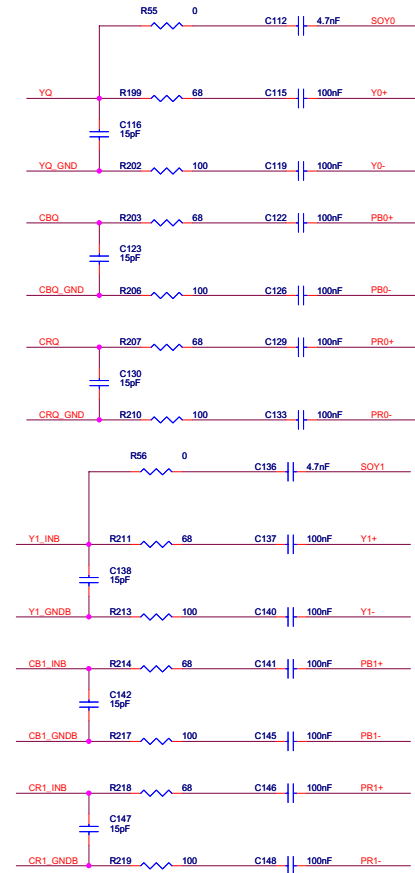 R55 0 C112 4.7nF SOY0
YQ R199 68 C115 100nF Y0+
C116
15pF
YQ_GND R202 100 C119 100nF Y0-
CBQ R203 68 C122 100nF PB0+
C123
15pF
CBQ_GND R206 100 C126 100nF PB0-
CRQ R207 68 C129 100nF PR0+
C130
15pF
CRQ_GND R210 100 C133 100nF PR0-
R56 0 C136 4.7nF SOY1
Y1_INB R211 68 C137 100nF Y1+
C138
15pF
Y1_GNDB R213 100 C140 100nF Y1-
CB1_INB R214 68 C141 100nF PB1+
C142
15pF
CB1_GNDB R217 100 C145 100nF PB1-
CR1_INB R218 68 C146 100nF PR1+
C147
15pF
CR1_GNDB R219 100 C148 100nF PR1-